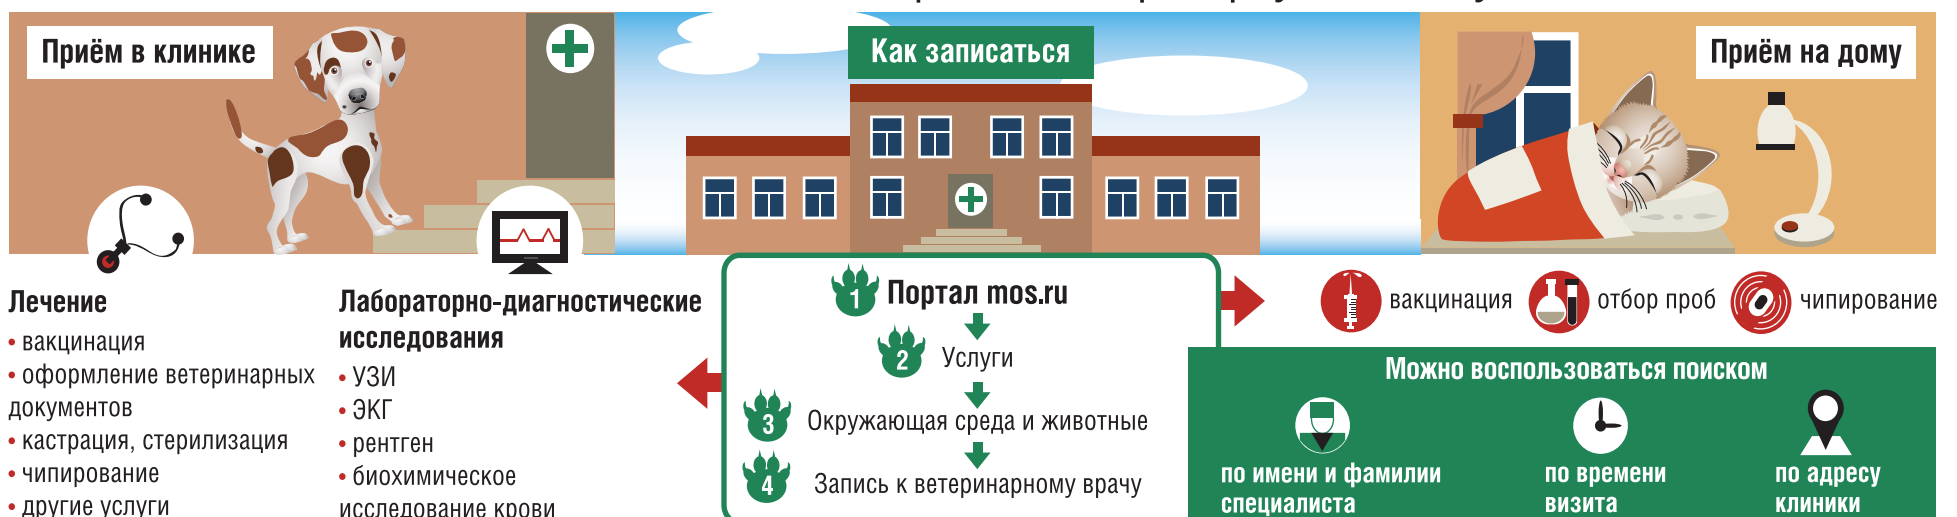 Приём в клинике
Как записаться
Приём на дому
Лечение
• вакцинация
• оформление ветеринарных
документов
• кастрация, стерилизация
• чипирование
• другие услуги
Лабораторно-диагностические
исследования
• УЗИ
• ЭКГ
• рентген
• биохимическое
исследование крови
1 Портал mos.ru
2 Услуги
3 Окружающая среда и животные
4 Запись к ветеринарному врачу
вакцинация
отбор проб
чипирование
Можно воспользоваться поиском
по имени и фамилии
специалиста
по времени
визита
по адресу
клиники